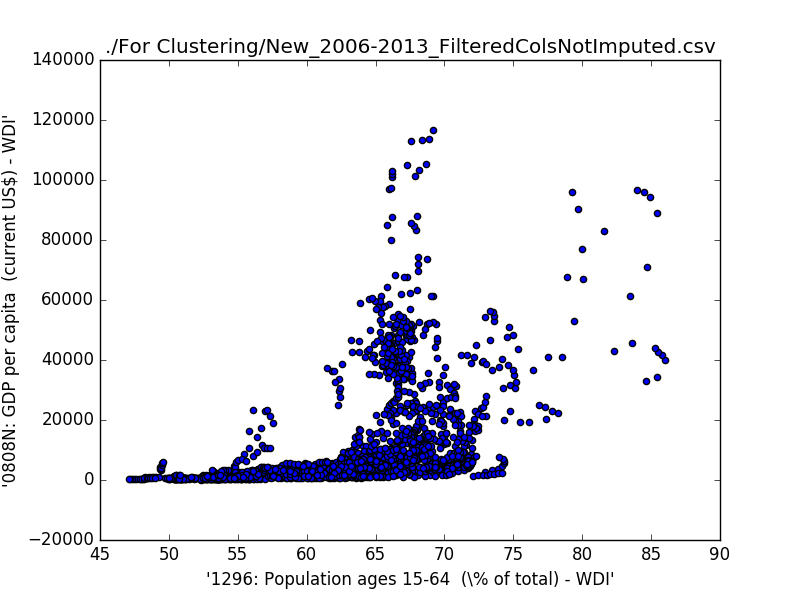 ./For Clustering/New_2006-2013_FilteredColsNotImputed.csv
140000
120000
100000
80000
60000
40000
20000
0
−20000
45 50 55 60 65 70 75 80 85 90
'0808N: GDP per capita  (current US$) - WDI'
'1296: Population ages 15-64  (\% of total) - WDI'